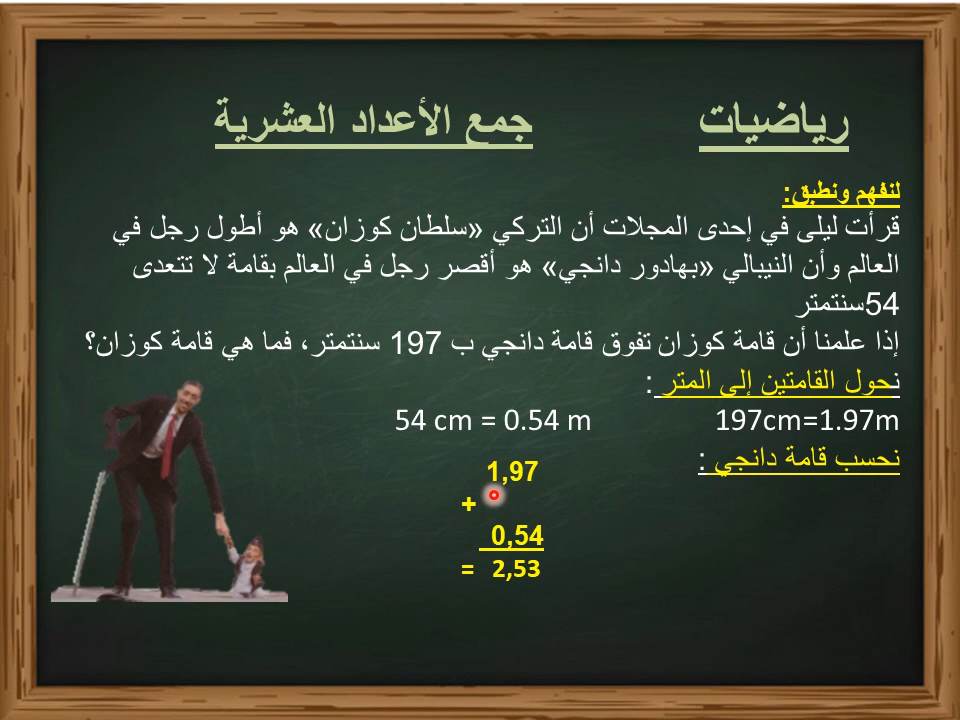 رياضيات
جمع الأعداد العشرية
لنفهم ونطبق:
قرأت ليلى في إحدى المجلات أن التركي «سلطان كوزان» هو أطول رجل في
العالم وأن النيبالي «بهادور دانجي» هو أقصر رجل في العالم بقامة لا تتعدى
54سنتمتر
إذا علمنا أن قامة كوزان تفوق قامة دانجي ب 197 سنتمتر، فما هي قامة كوزان؟
نحول القامتين إلى المتر :
197cm=1.97m 54 cm = 0.54 m
نحسب قامة دانجي :
1,97
+
0,54
= 2,53